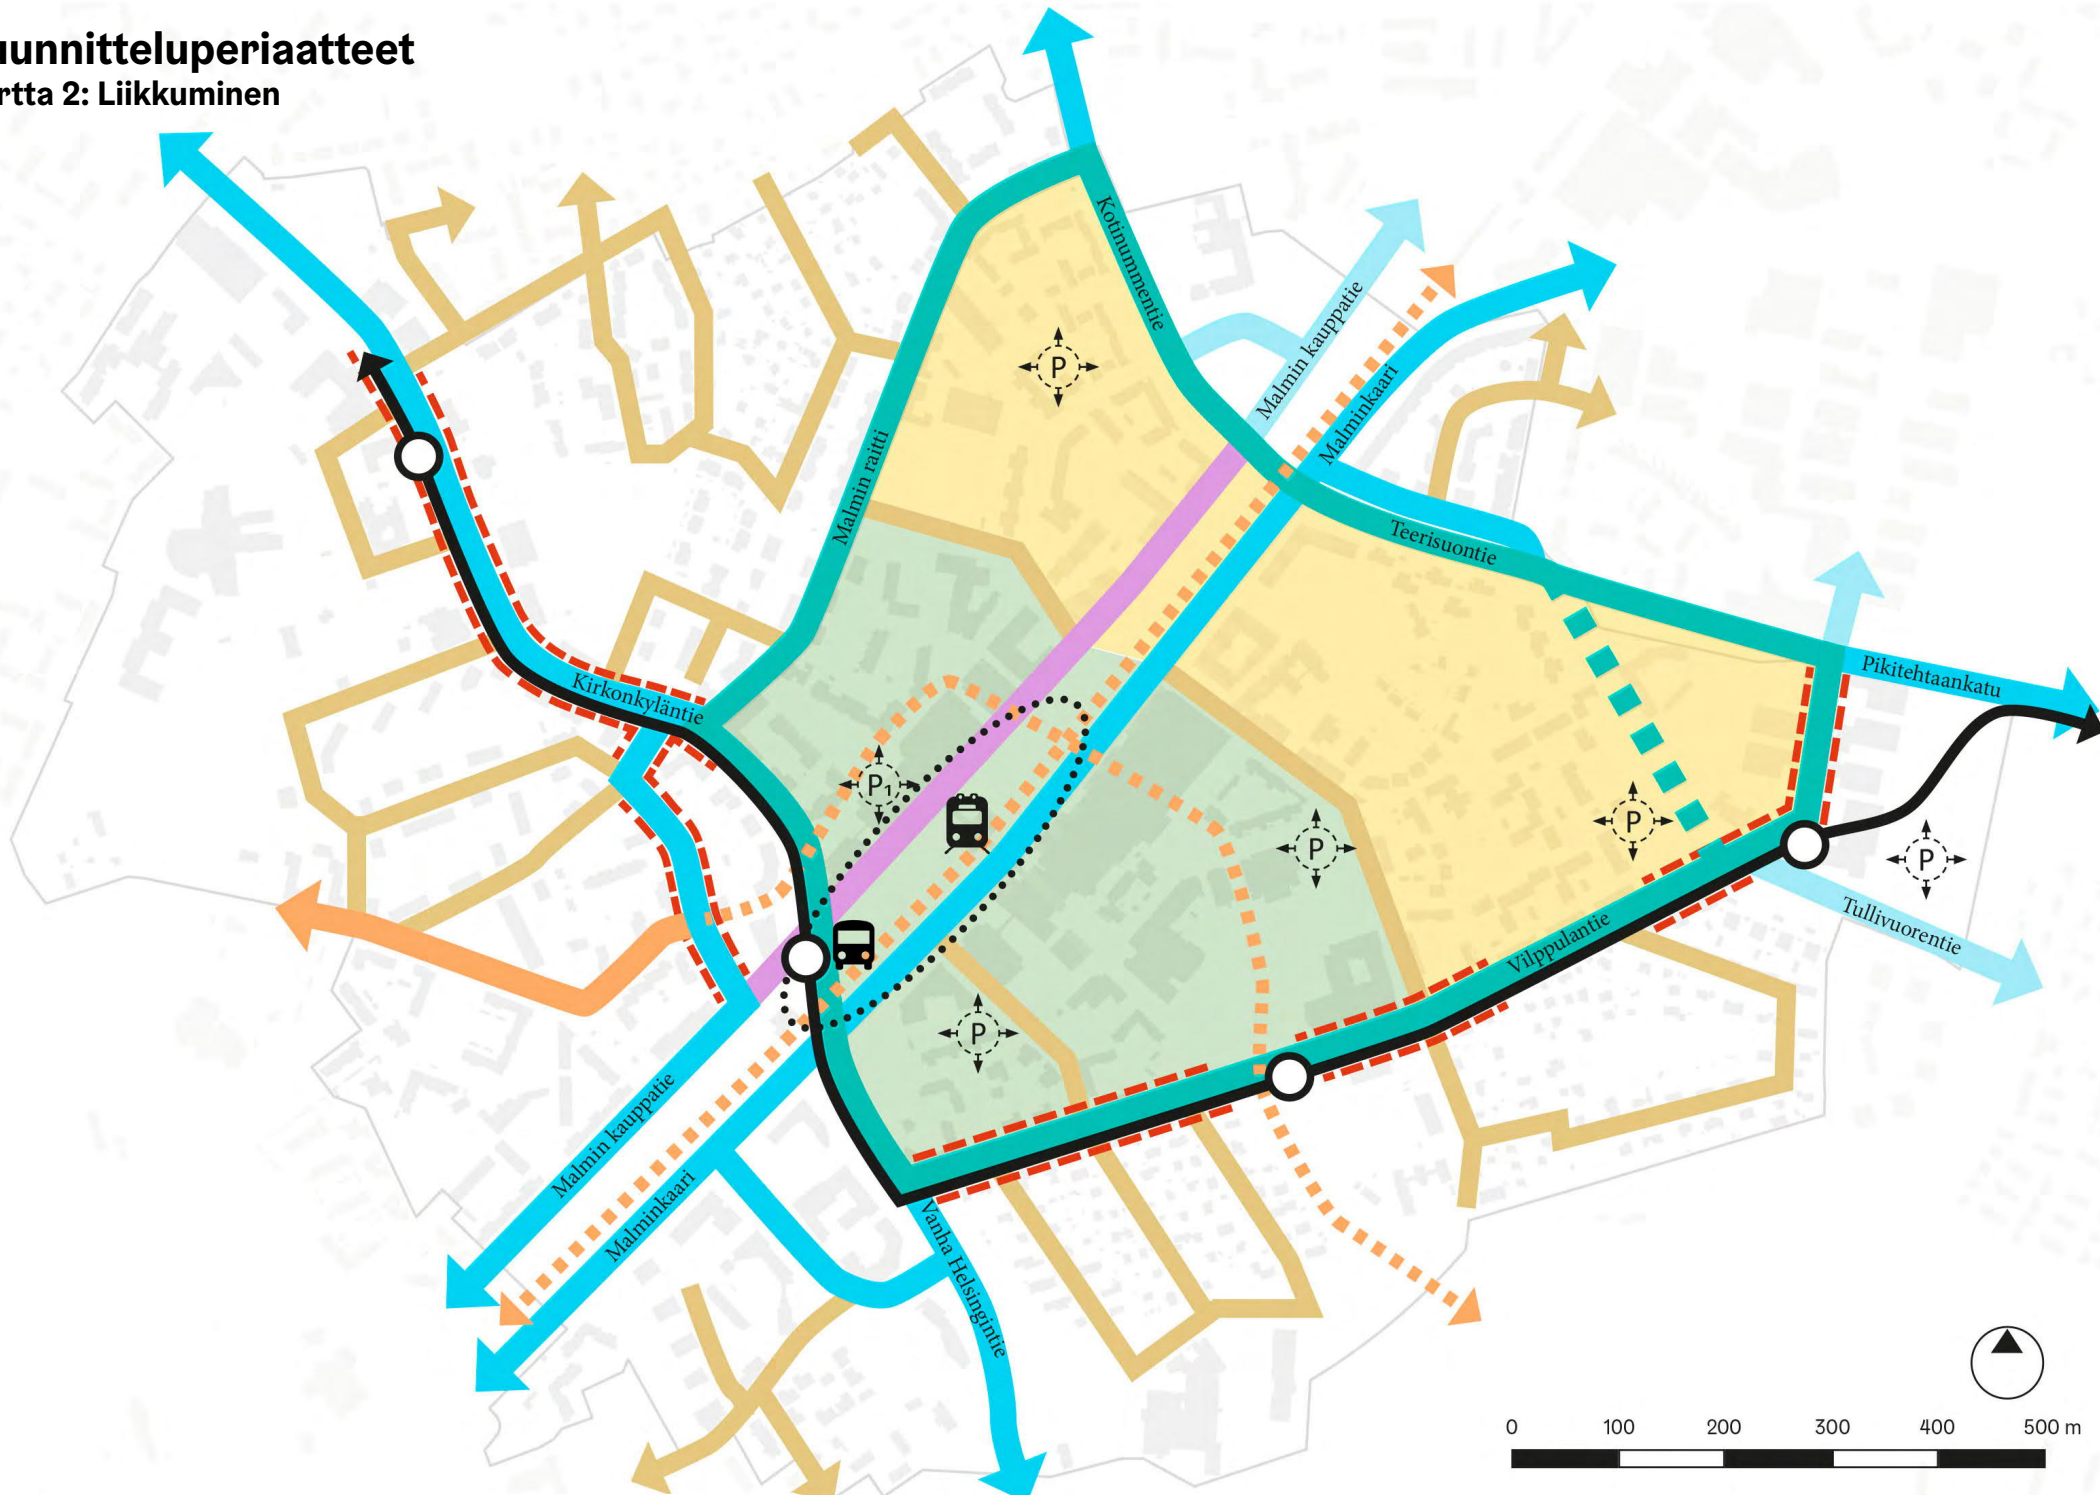 uunnitteluperiaatteet
rtta 2: Liikkuminen
Kotinummentie
Malmin kauppatie
Malminkaari
P
Malmin raitti
Teerisuontie
Kirkonkyläntie
Pikitehtaankatu
P₁
P
P
P
Tullivuorentie
Vilppulantie
P
Malmin kauppatie
Malminkaari
Vanha Helsingintie
0 100 200 300 400 500 m